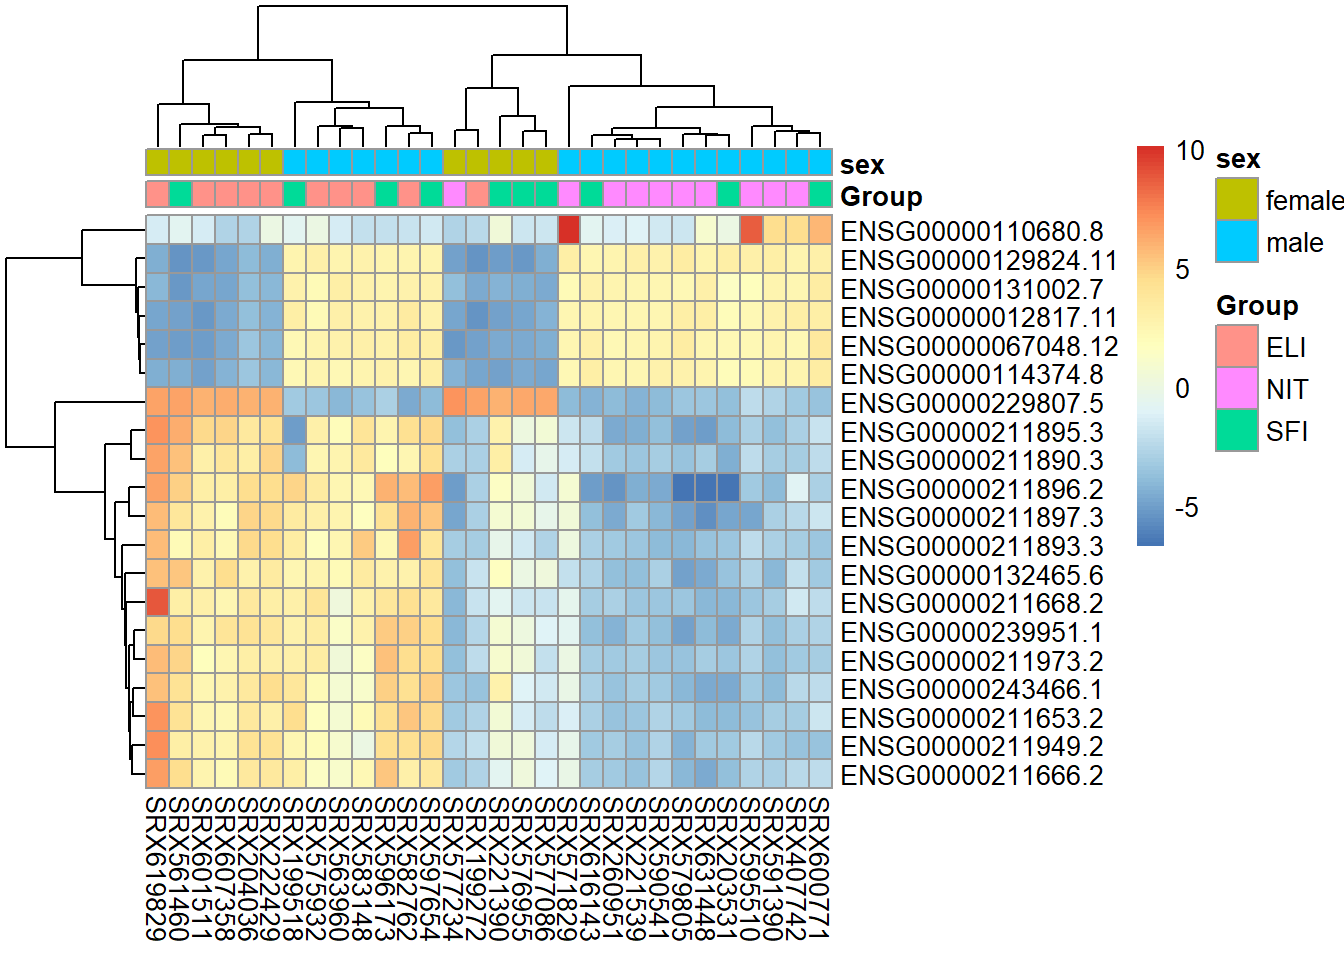 sex
Group
ENSG00000110680.8
ENSG00000129824.11
ENSG00000131002.7
ENSG00000012817.11
ENSG00000067048.12
ENSG00000114374.8
ENSG00000229807.5
ENSG00000211895.3
ENSG00000211890.3
ENSG00000211896.2
ENSG00000211897.3
ENSG00000211893.3
ENSG00000132465.6
ENSG00000211668.2
ENSG00000239951.1
ENSG00000211973.2
ENSG00000243466.1
ENSG00000211653.2
ENSG00000211949.2
ENSG00000211666.2
SRX619829
SRX561460
SRX601511
SRX607358
SRX204036
SRX222429
SRX199518
SRX575932
SRX563960
SRX583148
SRX596173
SRX582762
SRX597654
SRX577234
SRX199272
SRX221390
SRX576955
SRX577086
SRX571829
SRX616143
SRX260951
SRX221539
SRX590541
SRX579805
SRX631448
SRX203531
SRX595510
SRX591390
SRX407742
SRX600771
10
5
0
-5
sex
female
male
Group
ELI
NIT
SFI